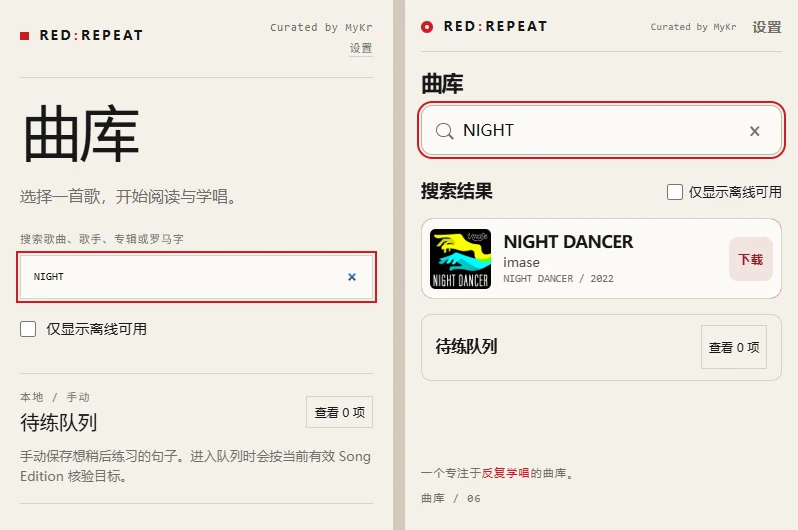 RED:REPEAT
Curated by MyKr
设置
曲库
选择一首歌，开始阅读与学唱。
搜索歌曲、歌手、专辑或罗马字
NIGHT
×
仅显示离线可用
本地 / 手动
待练队列
查看 0 项
手动保存想稍后练习的句子。进入队列时会按当前有效 Song
Edition 核验目标。
RED:REPEAT
Curated by MyKr
设置
曲库
NIGHT
×
搜索结果
仅显示离线可用
imase
NIGHT DANCER
NIGHT DANCER
imase
NIGHT DANCER / 2022
下载
待练队列
查看 0 项
一个专注于反复学唱的曲库。
曲库 / 06